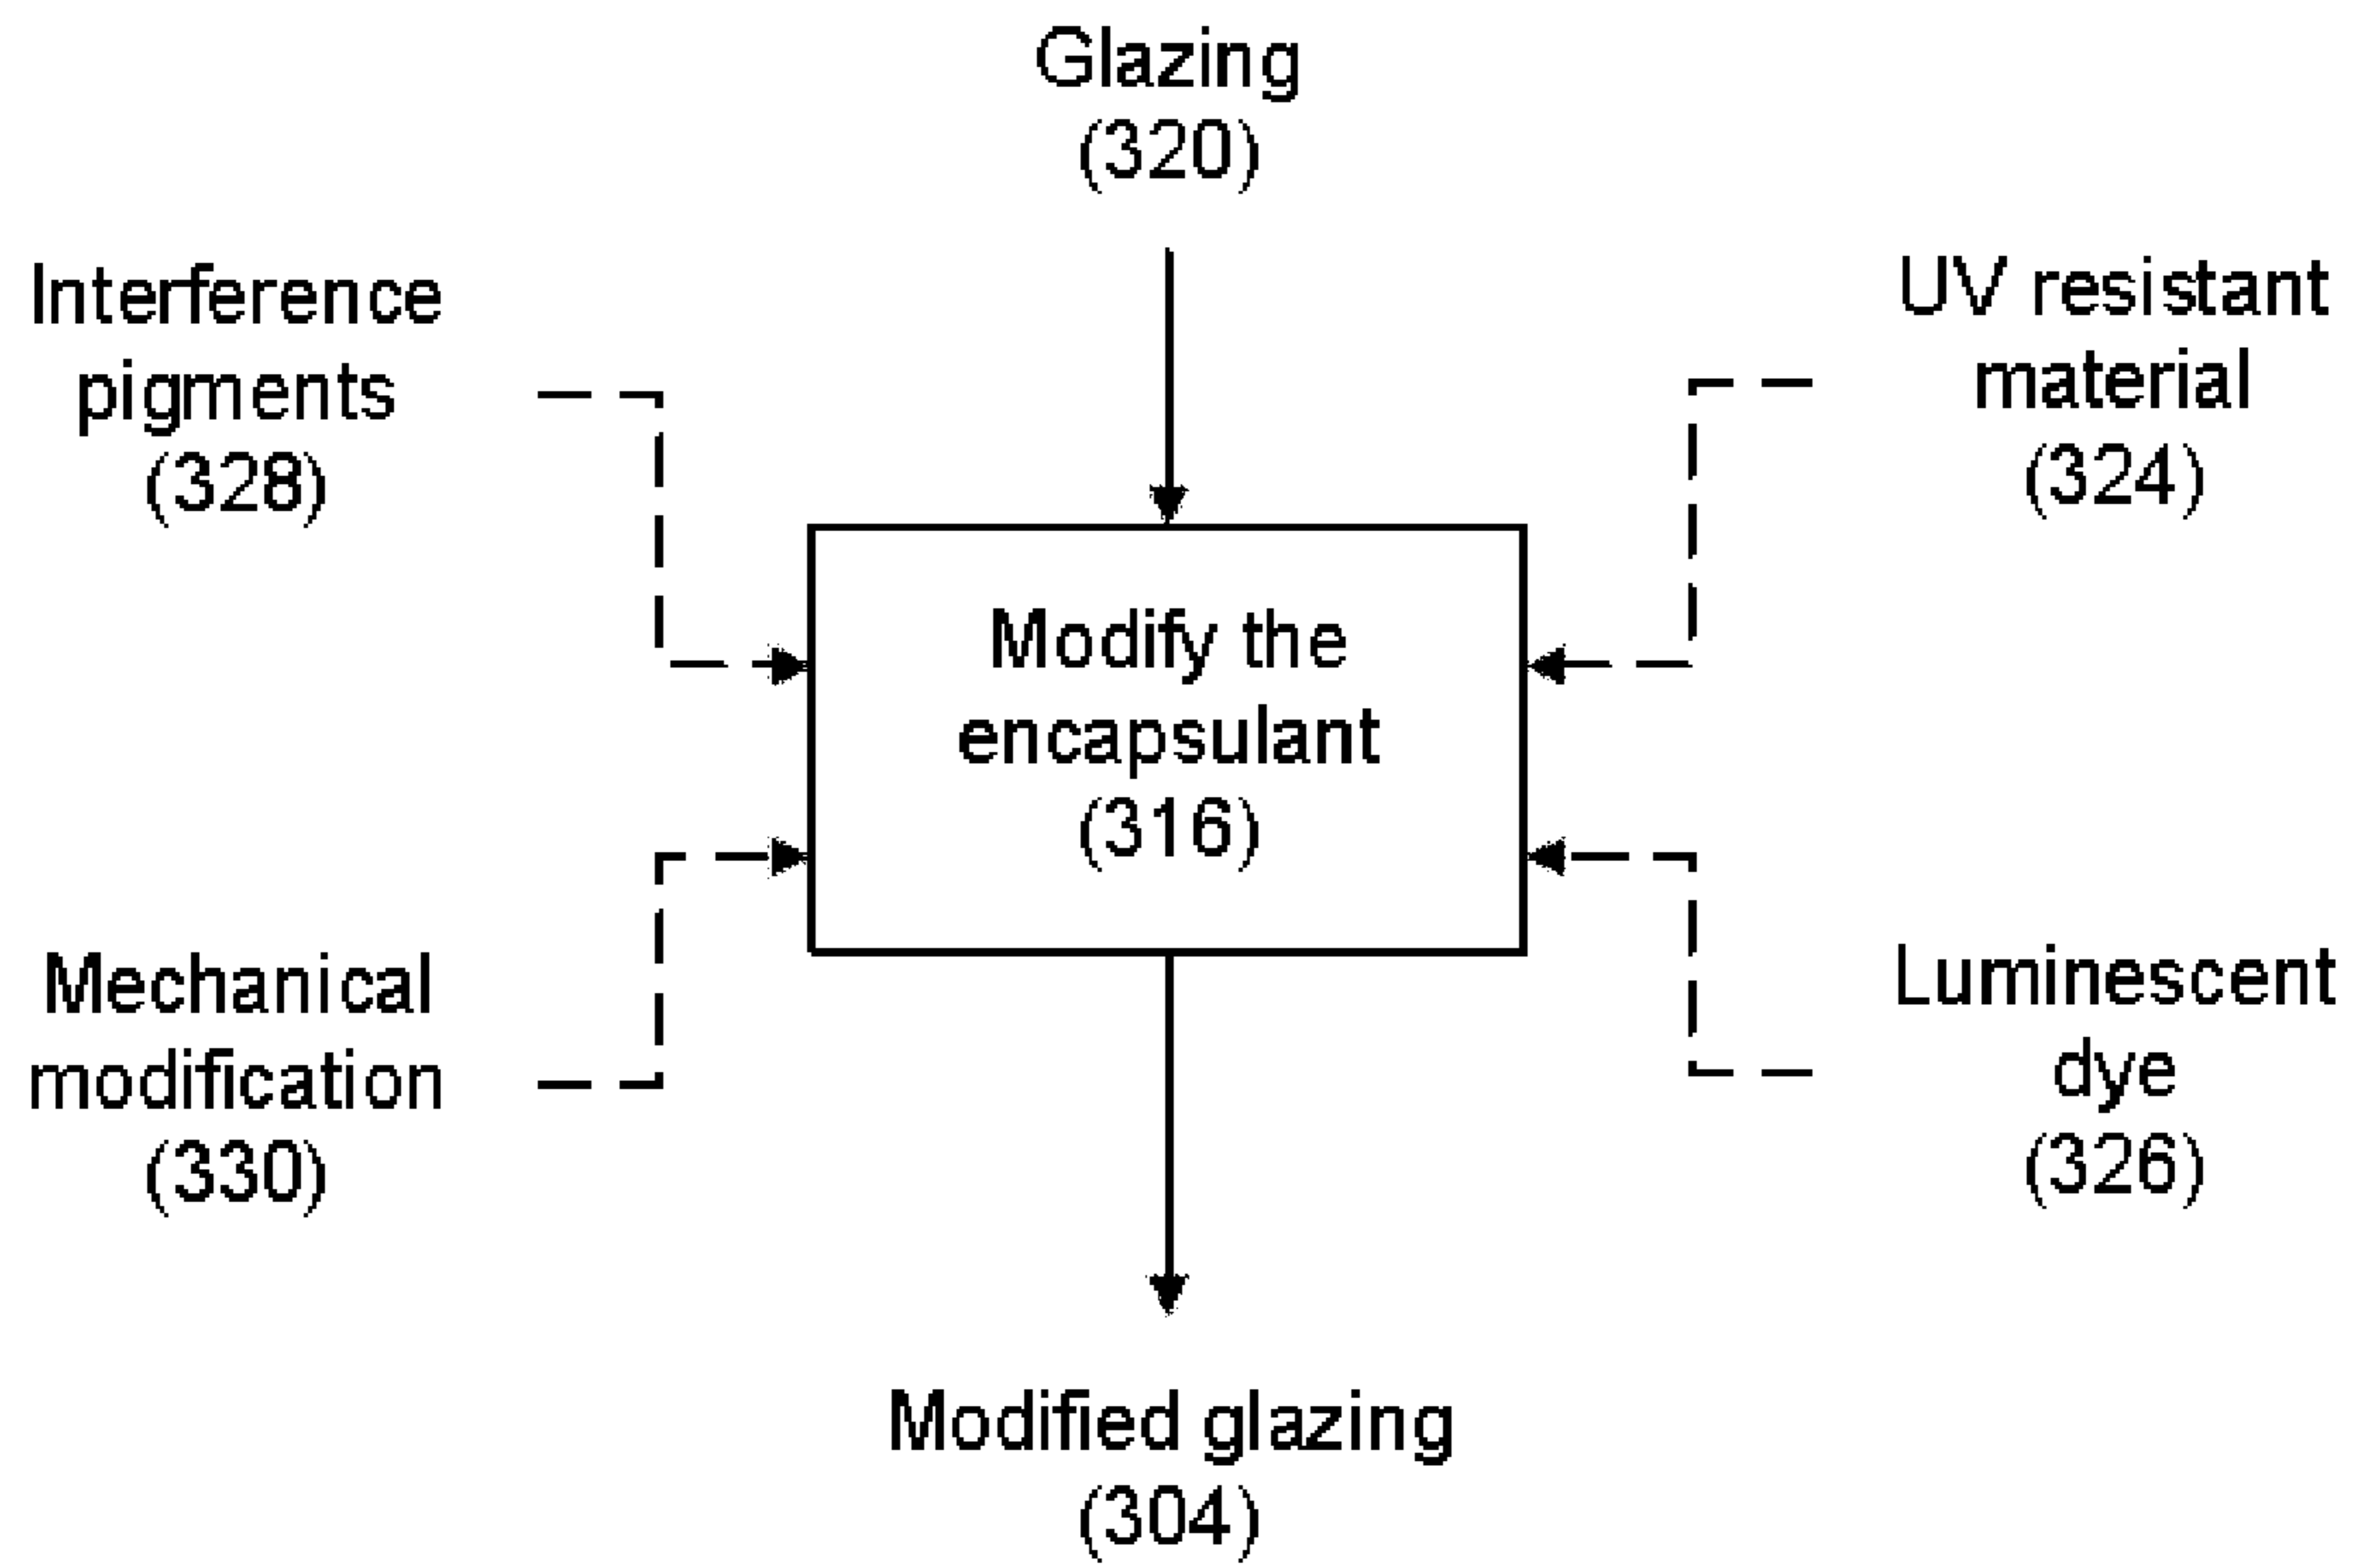 Glazing
(320)
Interference
pigments
(328)
UV resistant
material
(324)
Modify the
encapsulant
(316)
Mechanical
modification
(330)
Luminescent
dye
(326)
Modified glazing
(304)